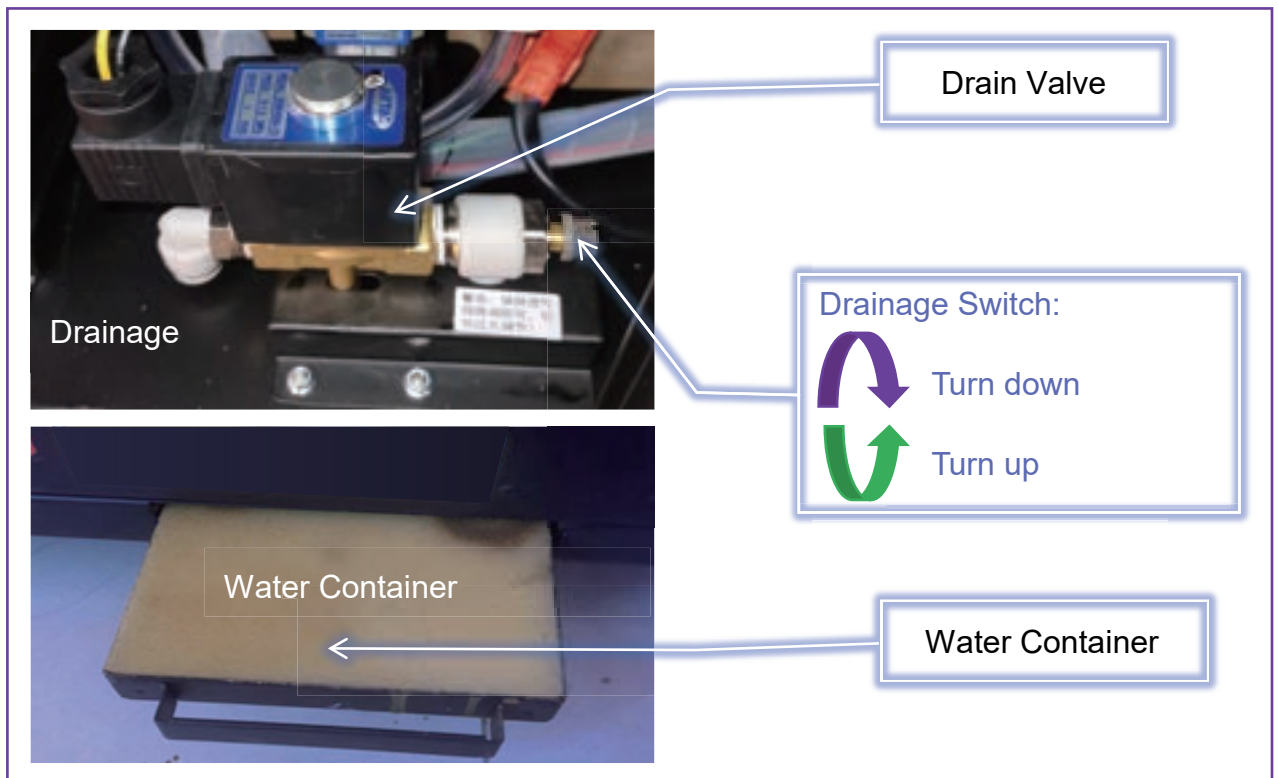 Drain Valve
Drainage Switch:
Drainage
Turn down
Turn up
Water Container
Water Container